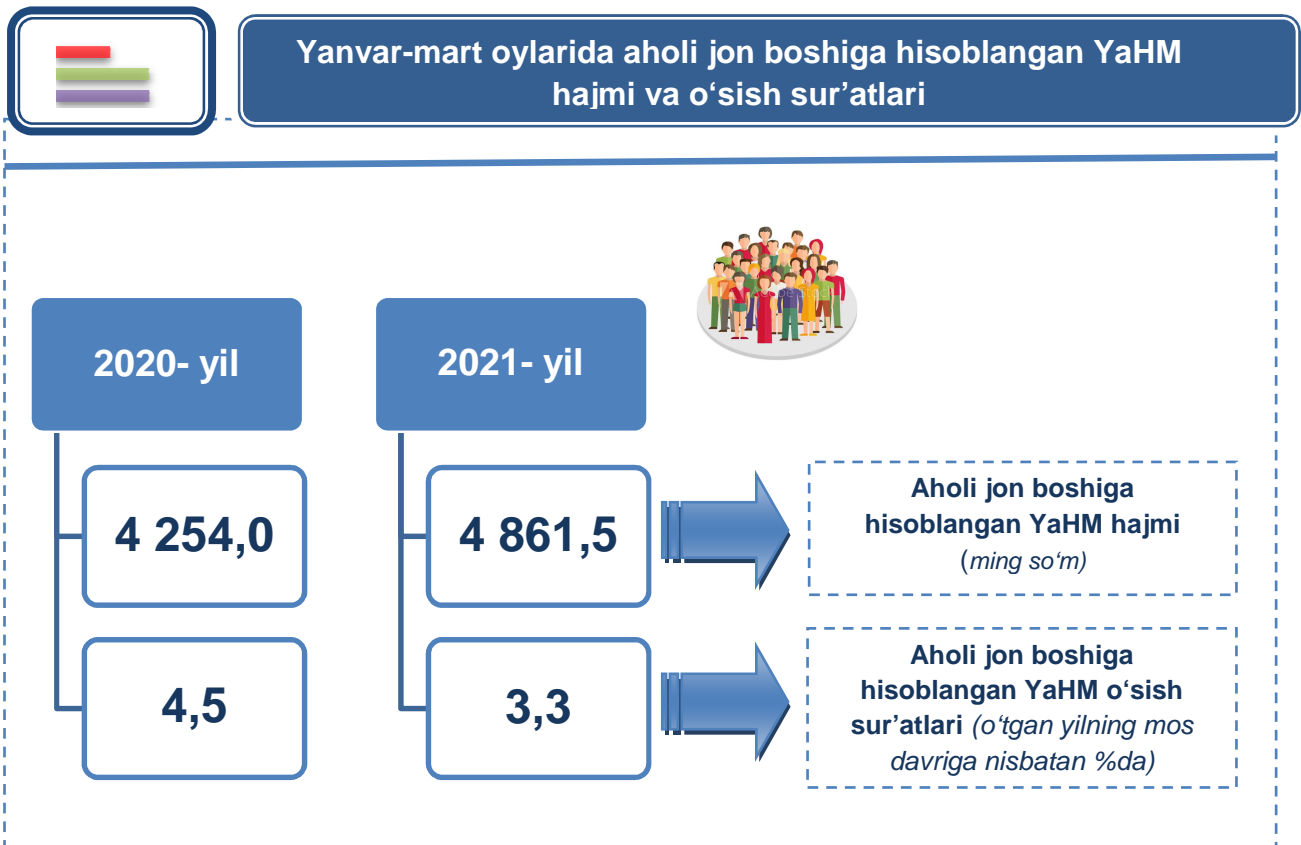 Yanvar-mart oylarida aholi jon boshiga hisoblangan YaHM
hajmi va o‘sish sur’atlari
2020- yil
2021- yil
4 254,0
4 861,5
Aholi jon boshiga
hisoblangan YaHM hajmi
(ming so‘m)
4,5
3,3
Aholi jon boshiga
hisoblangan YaHM o‘sish
sur’atlari (o‘tgan yilning mos
davriga nisbatan %da)